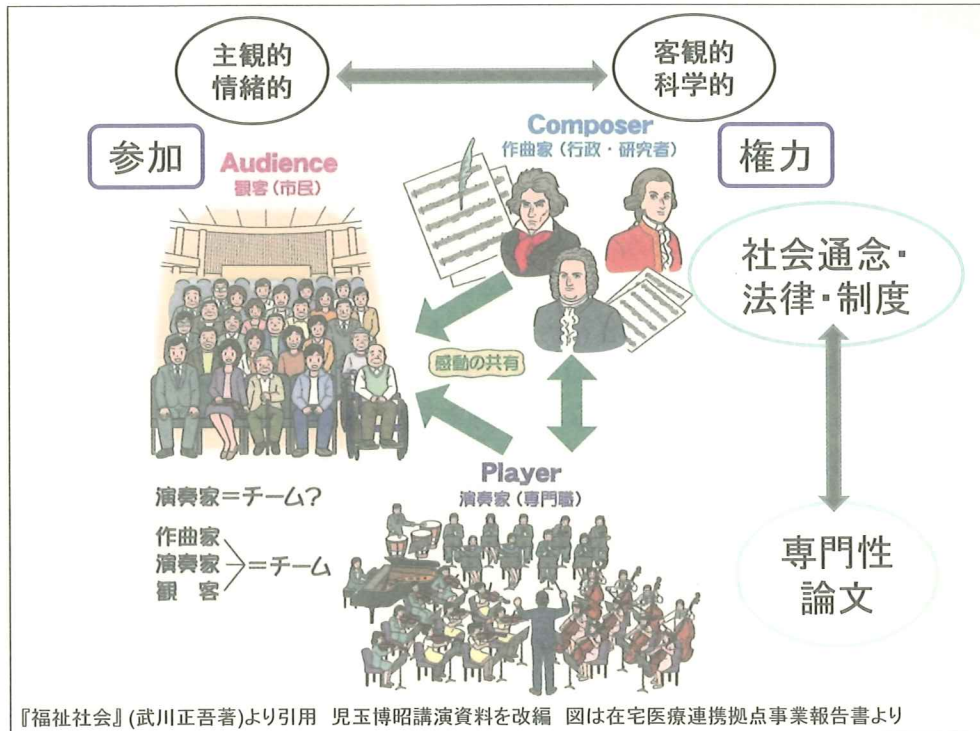 主観的
情緒的
客観的
科学的
参加
権力
Audience
観客(市民)
Composer
作曲家(行政・研究者)
社会通念・
法律・制度
感動の共有
Player
演奏家(専門職)
演奏家=チーム?
作曲家
演奏家
観 客
=チーム
専門性
論文
『福祉社会』(武川正吾著)より引用 児玉博昭講演資料を改編 図は在宅医療連携拠点事業報告書より